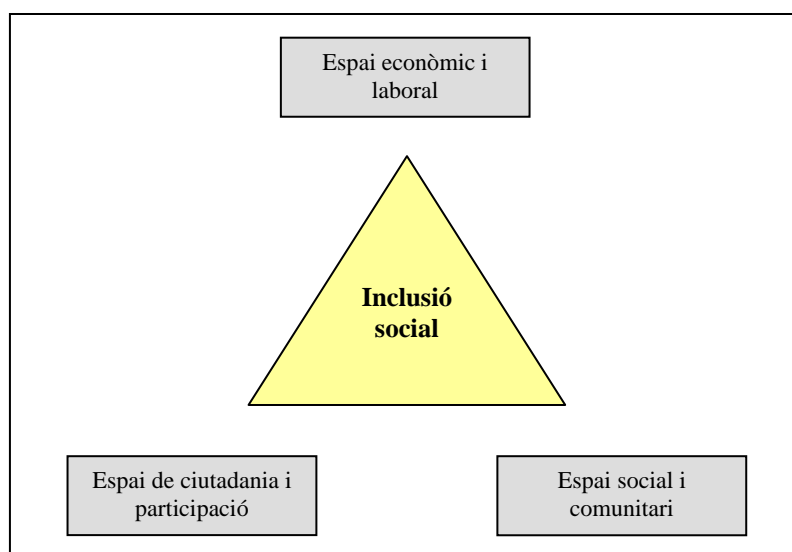 Espai econòmic i
laboral
Inclusió
social
Espai de ciutadania i
participació
Espai social i
comunitari